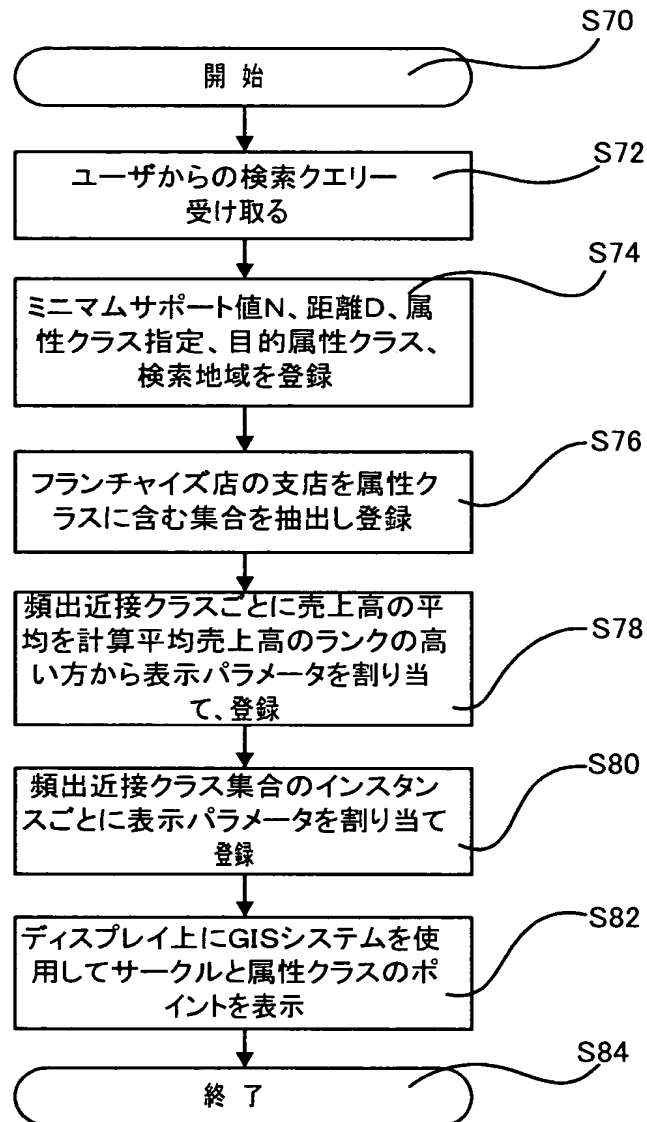 S70
開 始
S72
ユーザからの検索クエリー
受け取る
S74
ミニマムサポート値N、距離D、属
性クラス指定、目的属性クラス、
検索地域を登録
S76
フランチャイズ店の支店を属性ク
ラスに含む集合を抽出し登録
S78
頻出近接クラスごとに売上高の平
均を計算平均売上高のランクの高
い方から表示パラメータを割り当
て、登録
S80
頻出近接クラス集合のインスタン
スごとに表示パラメータを割り当て
登録
S82
ディスプレイ上にGISシステムを使
用してサークルと属性クラスのポ
イントを表示
S84
終 了